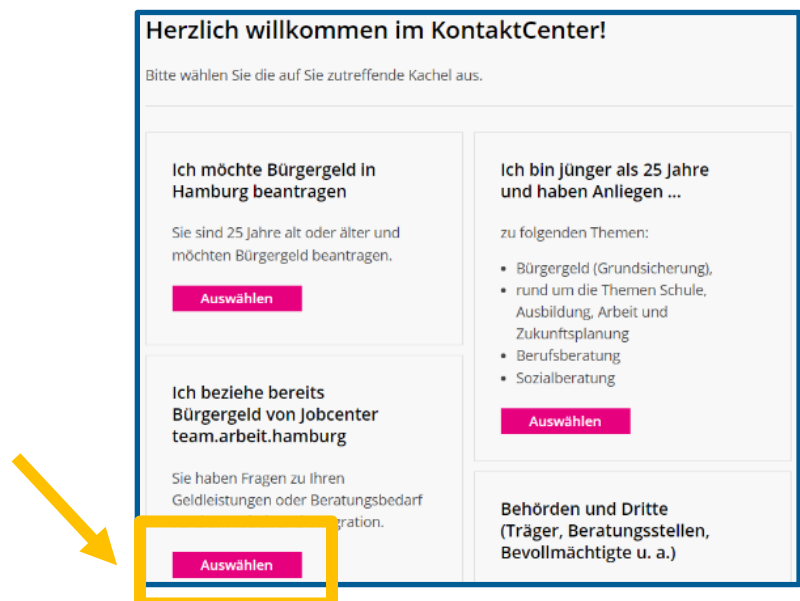 Herzlich willkommen im KontaktCenter!
Bitte wählen Sie die auf Sie zutreffende Kachel aus.
Ich möchte Bürgergeld in
Hamburg beantragen
Sie sind 25 Jahre alt oder älter und
möchten Bürgergeld beantragen.
Auswählen
Ich beziehe bereits
Bürgergeld von Jobcenter
team.arbeit.hamburg
Sie haben Fragen zu Ihren
Geldleistungen oder Beratungsbedarf
gration.
Auswählen
Ich bin jünger als 25 Jahre
und haben Anliegen ...
zu folgenden Themen:
• Bürgergeld (Grundsicherung),
• rund um die Themen Schule,
Ausbildung, Arbeit und
Zukunftsplanung
• Berufsberatung
• Sozialberatung
Auswählen
Behörden und Dritte
(Träger, Beratungsstellen,
Bevollmächtigte u. a.)